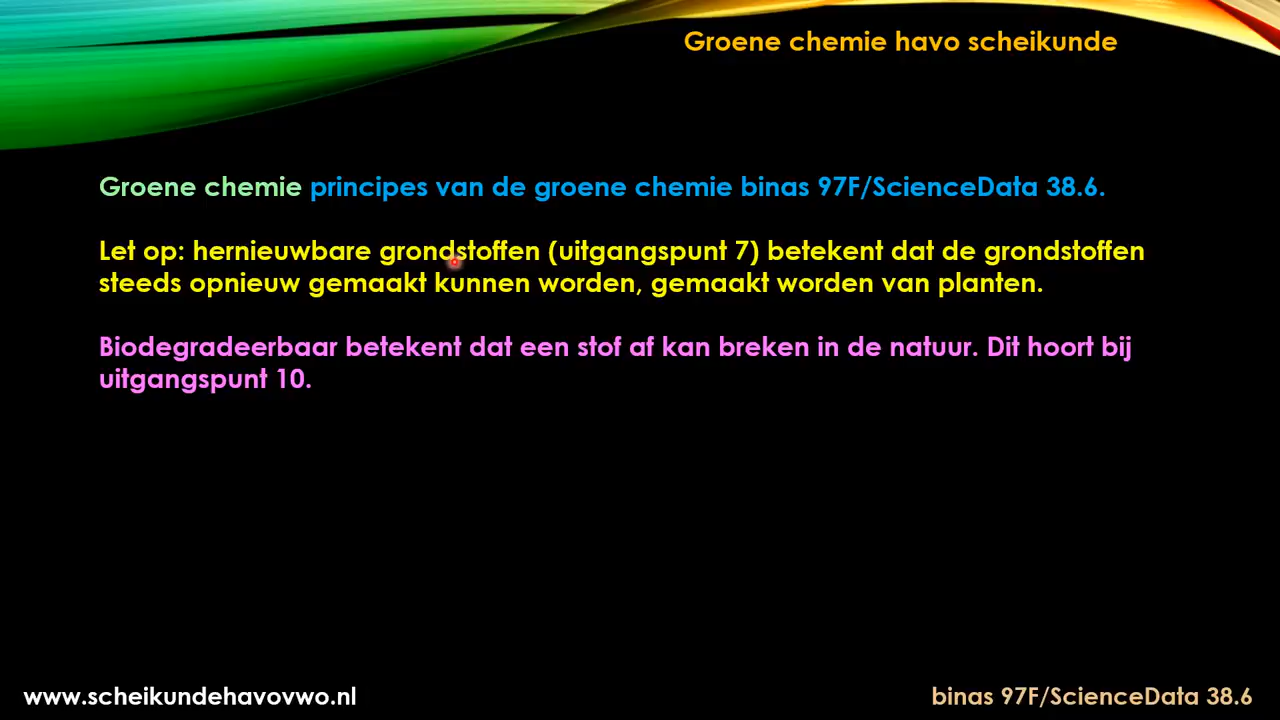 Groene chemie havo scheikunde
Groene chemie principes van de groene chemie binas 97F/ScienceData 38.6.
Let op: hernieuwbare grondstoffen (uitgangspunt 7) betekent dat de grondstoffen
steeds opnieuw gemaakt kunnen worden, gemaakt worden van planten.
Biodegradeerbaar betekent dat een stof af kan breken in de natuur. Dit hoort bij
uitgangspunt 10.
www.scheikundehavovwo.nl
binas 97F/ScienceData 38.6